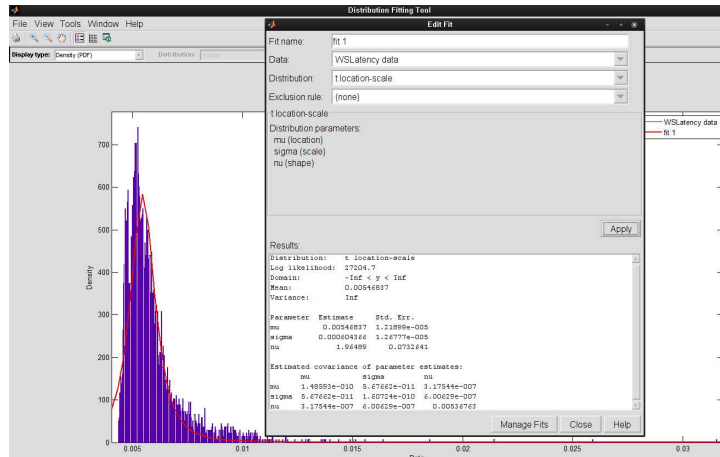 Distribution Fitting Tool
File View Tools Window Help
Display type: Density (PDF)
Distribution:
Edit Fit
Fit name: fit 1
Data: WSLatency data
Distribution: t location-scale
Exclusion rule: (none)
t location-scale
Distribution parameters:
mu (location)
sigma (scale)
nu (shape)
Apply
Results:
Distribution: t location-scale
Log likelihood: 27204.7
Domain: -Inf < y < Inf
Mean: 0.00546837
Variance: Inf
Parameter Estimate Std. Err.
mu 0.00546837 1.21899e-005
sigma 0.000604366 1.26777e-005
nu 1.96489 0.0732641
Estimated covariance of parameter estimates:
mu sigma nu
mu 1.48593e-010 5.67662e-011 3.17544e-007
sigma 5.67662e-011 1.60724e-010 6.00629e-007
nu 3.17544e-007 6.00629e-007 0.00536763
Manage Fits Close Help
WSLatency data
fit 1
Density
700
600
500
400
300
200
100
0
0.005 0.01 0.015 0.02 0.025 0.03